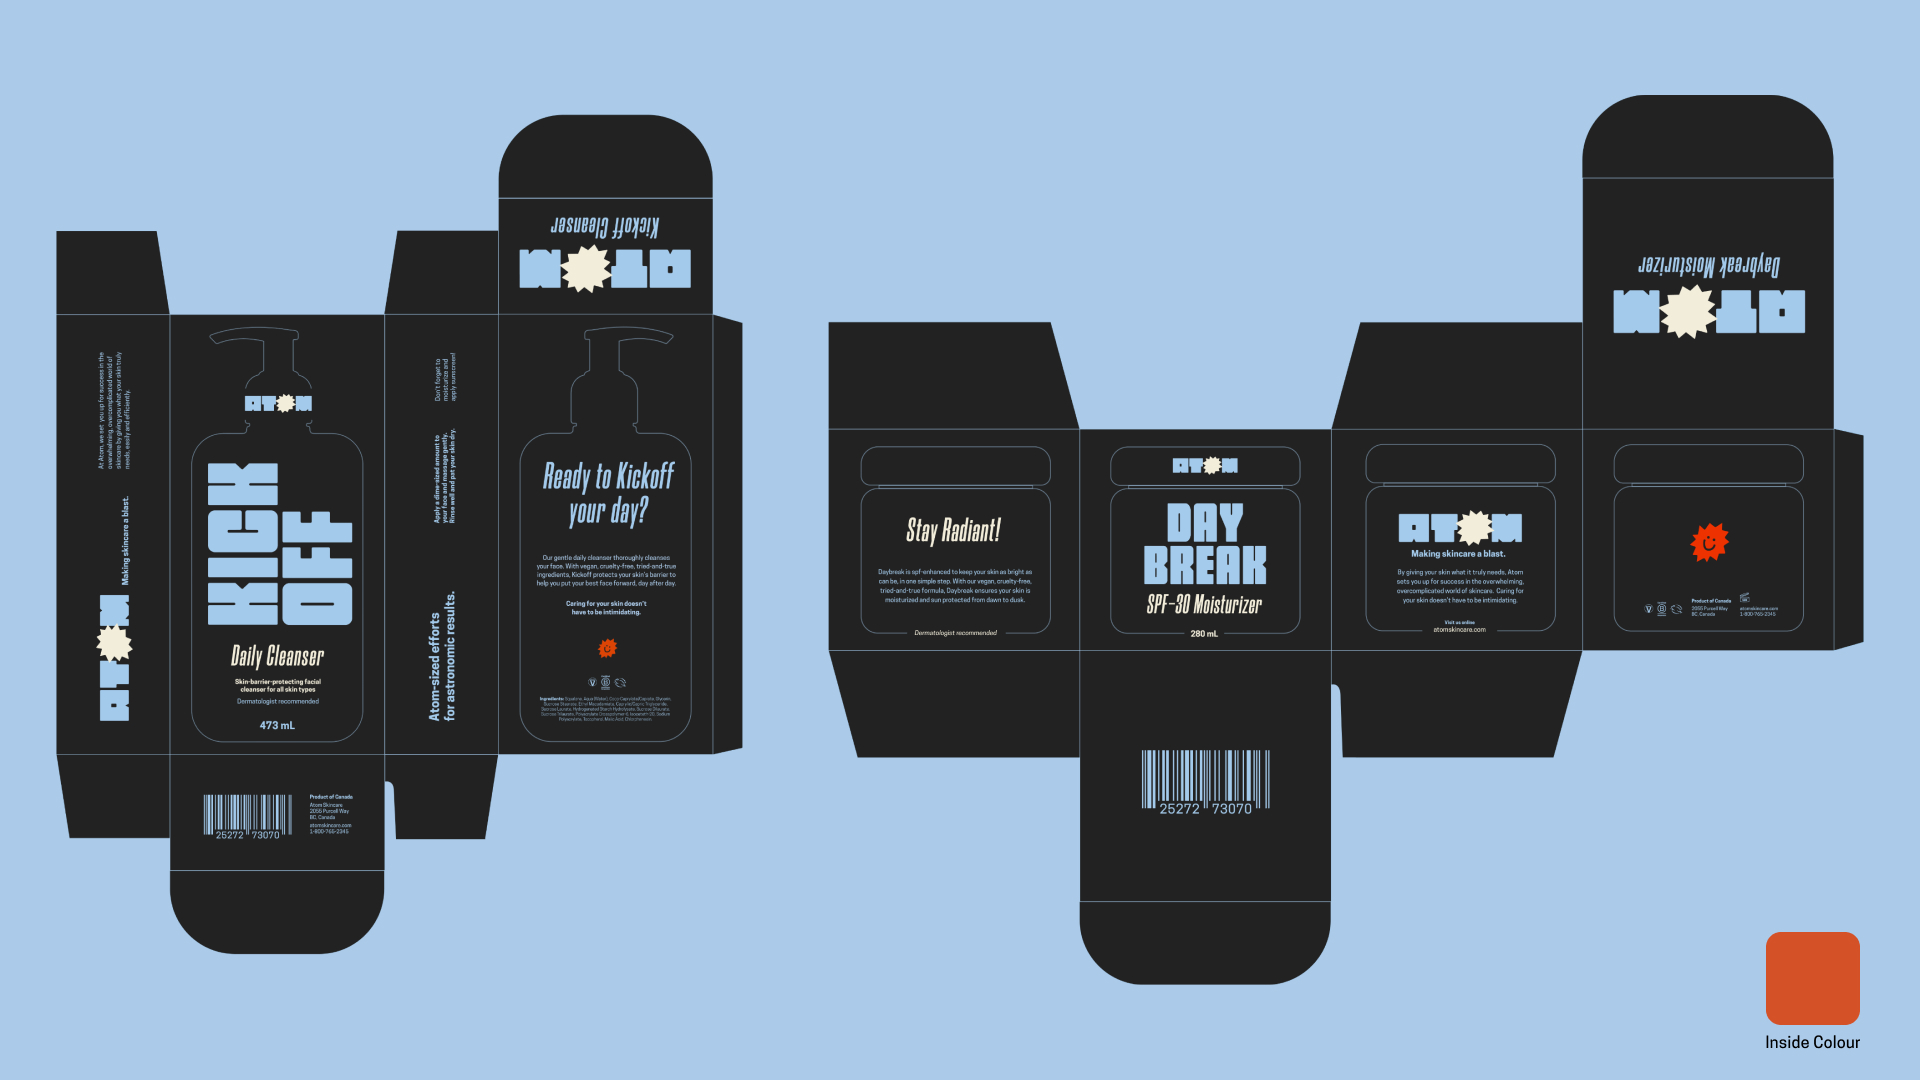 Kickoff Cleanser
ATOM
At Atom, we set you up for success in the
overwhelming, overcomplicated world of
skincare by giving you what your skin truly
needs, easily and efficiently.
Making skincare a blast.
ATOM
ATOM
KICK
OFF
Daily Cleanser
Skin-barrier-protecting facial
cleanser for all skin types
Dermatologist recommended
473 mL
Don't forget to
moisturize and
apply sunscreen!
Apply a dime-sized amount to
your face and massage gently.
Rinse well and pat your skin dry.
Atom-sized efforts
for astronomic results.
Ready to Kickoff
your day?
Our gentle daily cleanser thoroughly cleanses
your face. With vegan, cruelty-free, tried-and-true
ingredients, Kickoff protects your skin's barrier to
help you put your best face forward, day after day.
Caring for your skin doesn't
have to be intimidating.
V B
Ingredients: Squalane, Aqua (Water), Coco-Caprylate/Caprate, Glycerin,
25272 73070
Product of Canada
Atom Skincare
2055 Purcell Way
BC, Canada
atomskincare.com
1-800-765-2345
Daybreak Moisturizer
ATOM
Stay Radiant!
Daybreak is spf-enhanced to keep your skin as bright as
can be, in one simple step. With our vegan, cruelty-free,
tried-and-true formula, Daybreak ensures your skin is
moisturized and sun protected from dawn to dusk.
Dermatologist recommended
ATOM
DAY
BREAK
SPF-30 Moisturizer
280 mL
ATOM
Making skincare a blast.
By giving your skin what it truly needs, Atom
sets you up for success in the overwhelming,
overcomplicated world of skincare. Caring for
your skin doesn't have to be intimidating.
Visit us online
atomskincare.com
V B
Product of Canada
2055 Purcell Way
BC, Canada
atomskincare.com
1-800-765-2345
25272 73070
Inside Colour